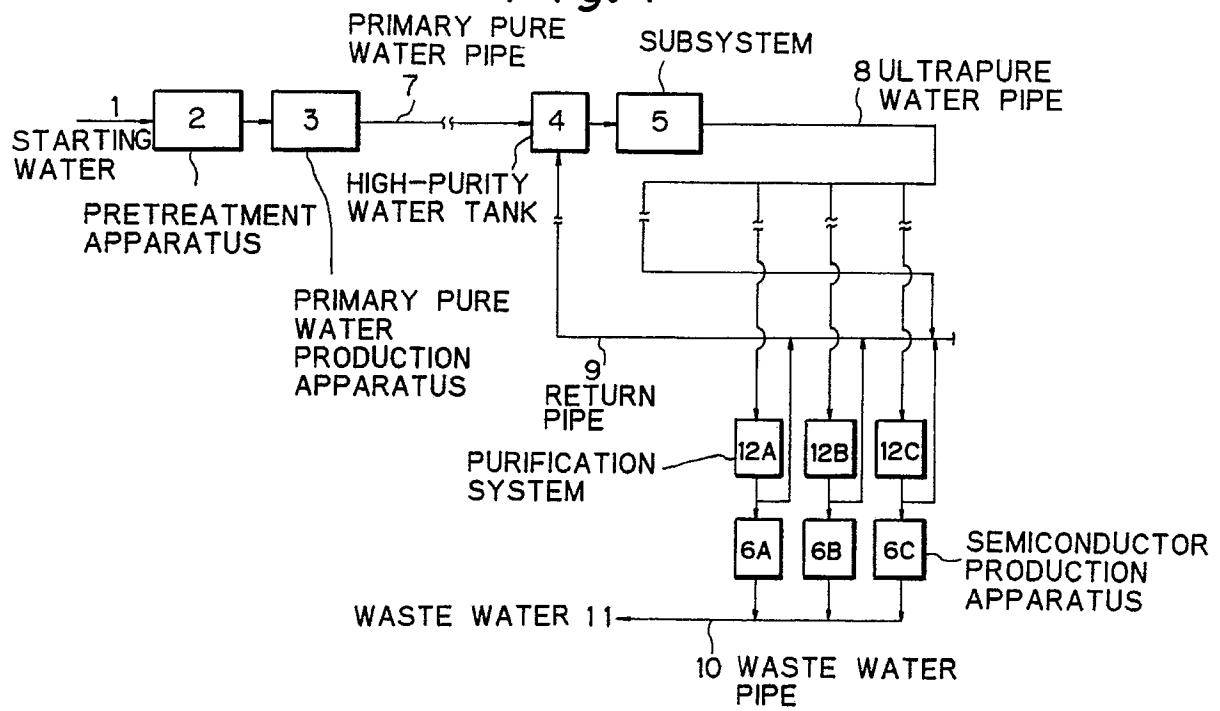 PRIMARY PURE
WATER PIPE
7
SUBSYSTEM
8 ULTRAPURE
WATER PIPE
1
STARTING
WATER
2
3
4
5
PRETREATMENT
APPARATUS
HIGH-PURITY
WATER TANK
PRIMARY PURE
WATER
PRODUCTION
APPARATUS
9
RETURN
PIPE
12A
12B
12C
PURIFICATION
SYSTEM
6A
6B
6C
SEMICONDUCTOR
PRODUCTION
APPARATUS
WASTE WATER 11
10 WASTE WATER
PIPE